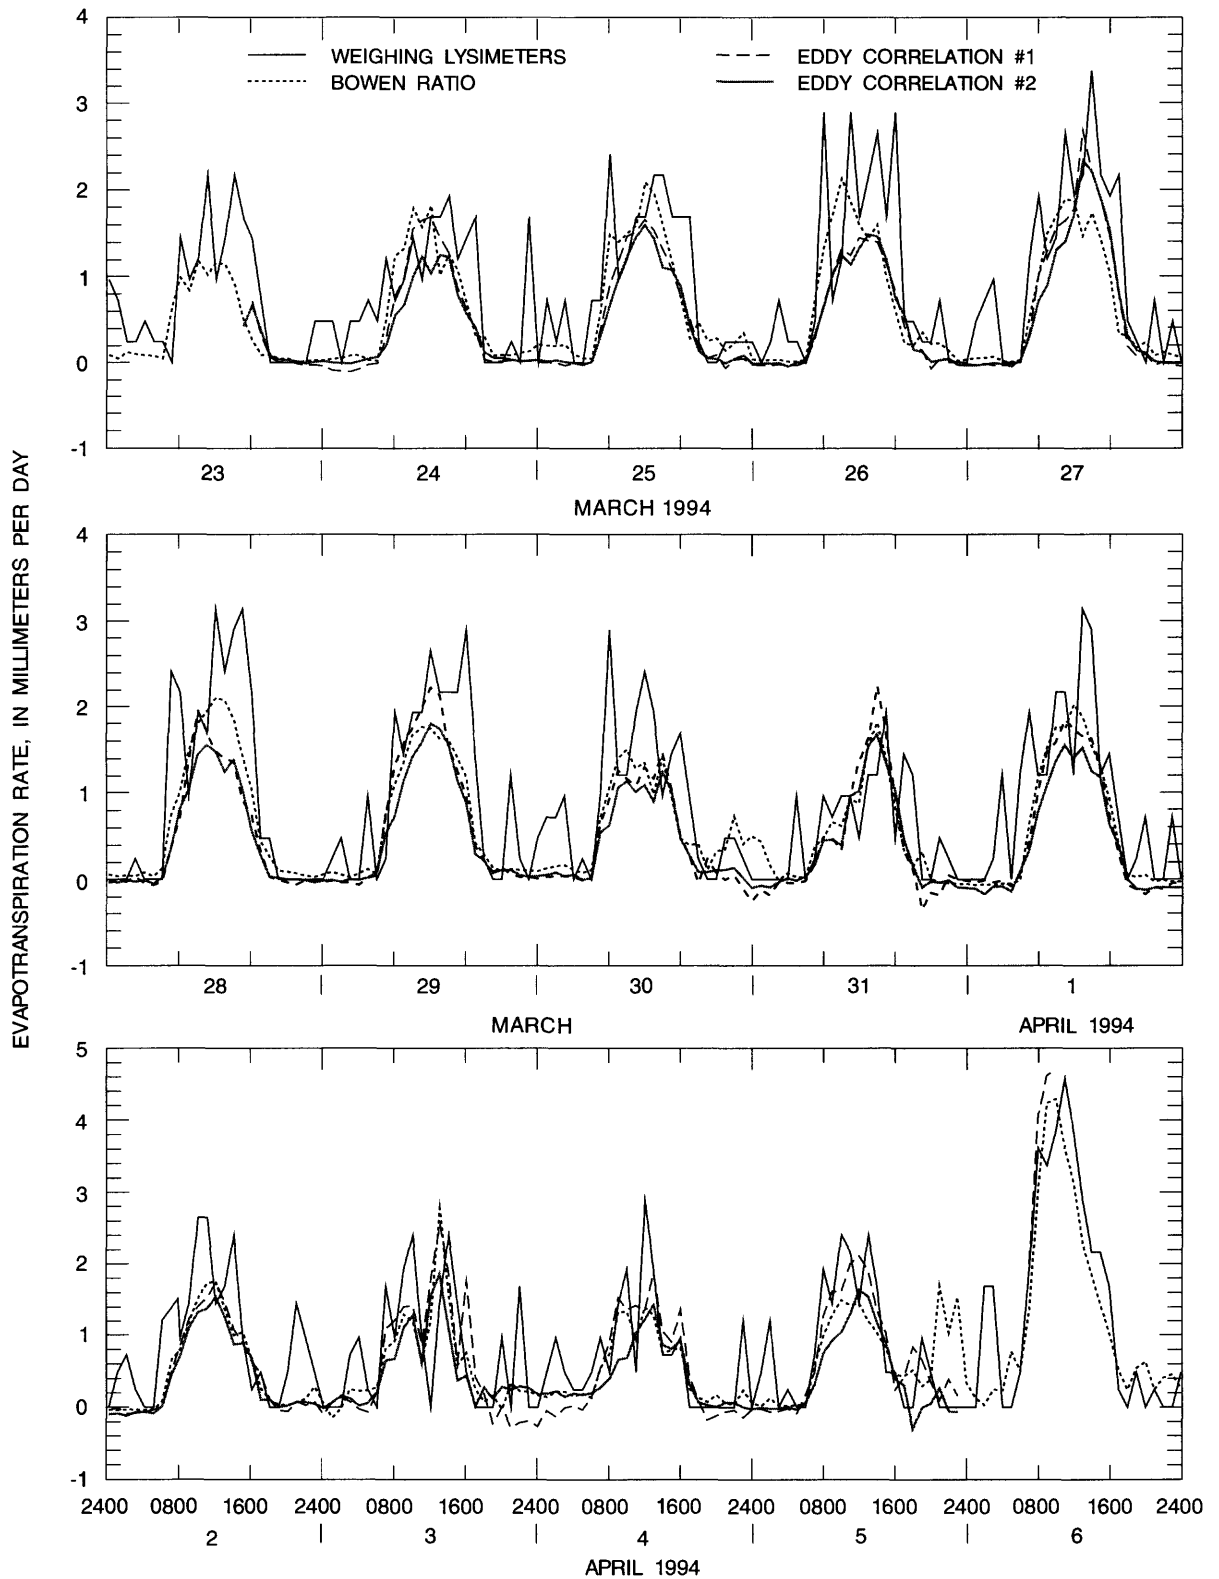 EVAPOTRANSPIRATION RATE, IN MILLIMETERS PER DAY
4
WEIGHING LYSIMETERS
BOWEN RATIO
EDDY CORRELATION #1
EDDY CORRELATION #2
3
2
1
0
-1
23 24 25 26 27
MARCH 1994
4
3
2
1
0
-1
28 29 30 31 1
MARCH APRIL 1994
5
4
3
2
1
0
-1
2400 0800 1600 2400 0800 1600 2400 0800 1600 2400 0800 1600 2400 0800 1600 2400
2 3 4 5 6
APRIL 1994